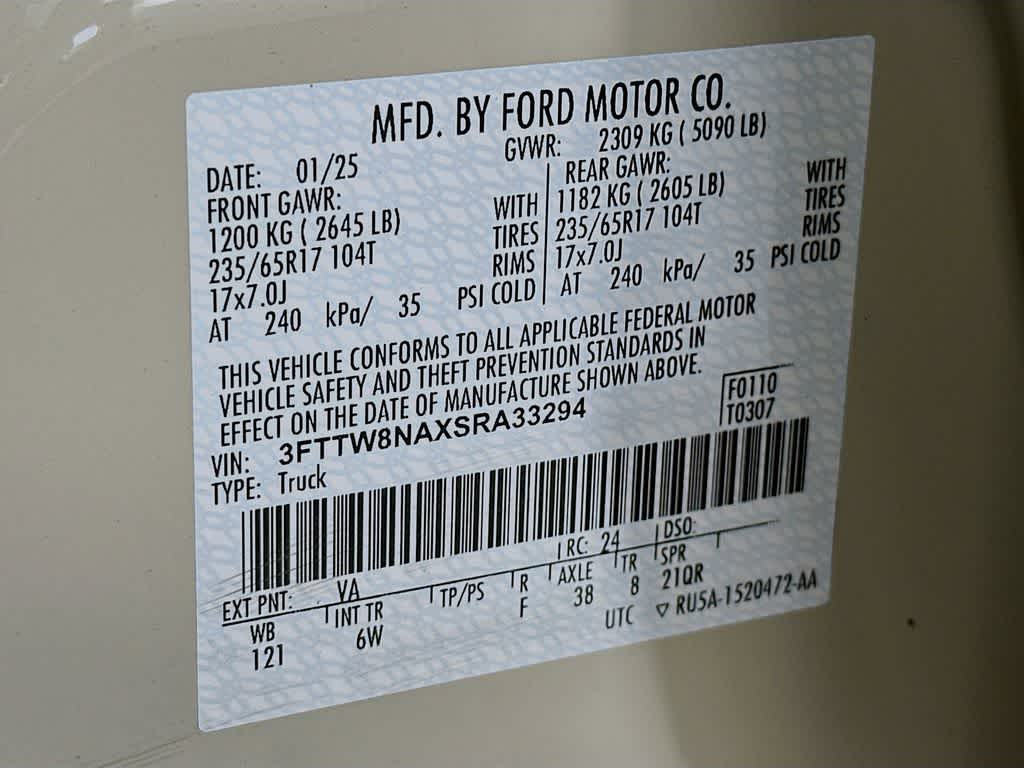 MFD. BY FORD MOTOR CO.
DATE: 01/25 GVWR: 2309 KG ( 5090 LB)
FRONT GAWR: REAR GAWR:
1200 KG ( 2645 LB) WITH 1182 KG ( 2605 LB) WITH
235/65R17 104T TIRES 235/65R17 104T TIRES
17x7.0J RIMS 17x7.0J RIMS
AT 240 kPa/ 35 PSI COLD AT 240 kPa/ 35 PSI COLD
THIS VEHICLE CONFORMS TO ALL APPLICABLE FEDERAL MOTOR
VEHICLE SAFETY AND THEFT PREVENTION STANDARDS IN
EFFECT ON THE DATE OF MANUFACTURE SHOWN ABOVE.
VIN: 3FTTW8NAXSRA33294 F0110
TYPE: Truck T0307
EXT PNT: VA RC: 24 DSO:
WB INT TR TP/PS R AXLE TR SPR
121 6W F 38 8 21QR
UTC ▽ RU5A-1520472-AA